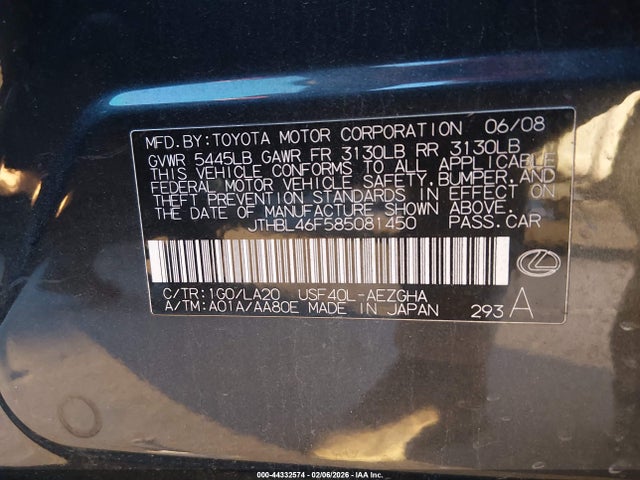 MFD.BY:TOYOTA MOTOR CORPORATION 06/08
GVWR 5445LB GAWR FR 3130LB RR 3130LB
THIS VEHICLE CONFORMS TO ALL APPLICABLE
FEDERAL MOTOR VEHICLE SAFETY, BUMPER, AND
THEFT PREVENTION STANDARDS IN EFFECT ON
THE DATE OF MANUFACTURE SHOWN ABOVE.
JTHBL46F585081450 PASS.CAR
C/TR:1G0/LA20 USF40L-AEZGHA
A/TM:A01A/AA80E MADE IN JAPAN 293 A
000-44332574 - 02/06/2026 - IAA Inc.